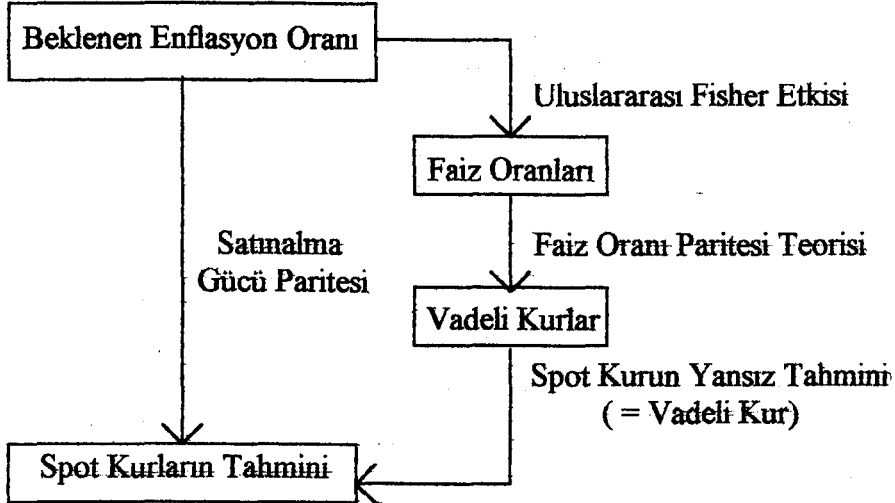 Beklenen Enflasyon Oranı
Uluslararası Fisher Etkisi
Faiz Oranları
Satınalma
Gücü Paritesi
Faiz Oranı Paritesi Teorisi
Vadeli Kurlar
Spot Kurun Yansız Tahmini
( = Vadeli Kur)
Spot Kurların Tahmini